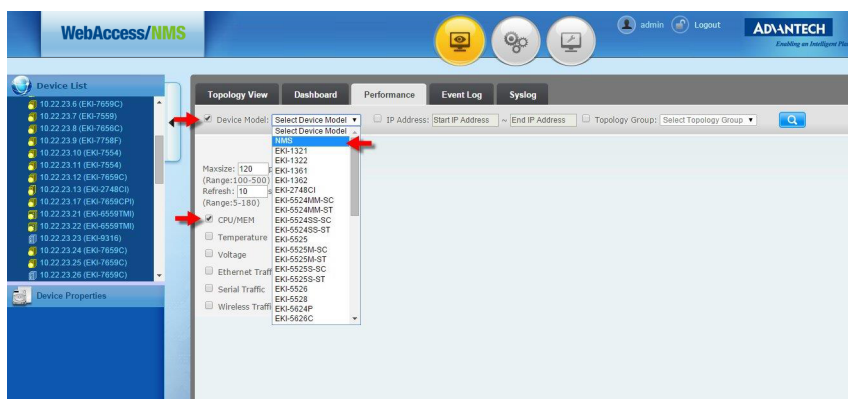 WebAccess/NMS
admin
Logout
ADVANTECH
Enabling an Intelligent
Device List
10.22.23.6 (EKI-7659C)
10.22.23.7 (EKI-7559)
10.22.23.8 (EKI-7656C)
10.22.23.9 (EKI-7758F)
10.22.23.10 (EKI-7554)
10.22.23.11 (EKI-7554)
10.22.23.12 (EKI-7659C)
10.22.23.13 (EKI-2748CI)
10.22.23.17 (EKI-7659CPI)
10.22.23.21 (EKI-6559TMI)
10.22.23.22 (EKI-6559TMI)
10.22.23.23 (EKI-9316)
10.22.23.24 (EKI-7659C)
10.22.23.25 (EKI-7659C)
10.22.23.26 (EKI-7659C)
Device Properties
Topology View Dashboard Performance Event Log Syslog
Device Model: Select Device Model IP Address: Start IP Address ~ End IP Address Topology Group: Select Topology Group
Select Device Model
NMS
EKI-1321
EKI-1322
EKI-1361
EKI-1362
EKI-2748CI
EKI-5524MM-SC
EKI-5524MM-ST
EKI-5524SS-SC
EKI-5524SS-ST
EKI-5525
EKI-5525M-SC
EKI-5525M-ST
EKI-5525S-SC
EKI-5525S-ST
EKI-5526
EKI-5528
EKI-5624P
EKI-5626C
Maxsize: 120
(Range:100-500)
Refresh: 10
(Range:5-180)
CPU/MEM
Temperature
Voltage
Ethernet Traff
Serial Traffic
Wireless Traffi